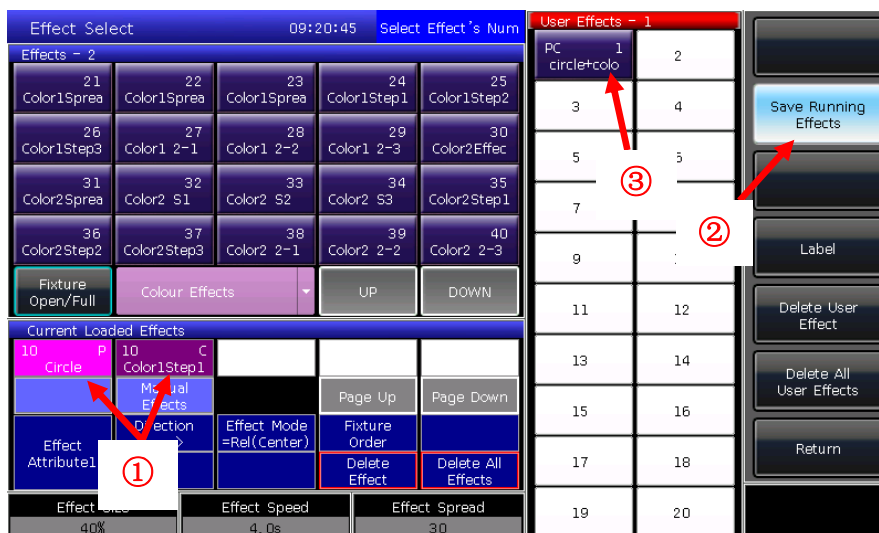 Effect Select 09:20:45 Select Effect's Num
Effects - 2
21 22 23 24 25
Color1Sprea Color1Sprea Color1Sprea Color1Step1 Color1Step2
26 27 28 29 30
Color1Step3 Color1 2-1 Color1 2-2 Color1 2-3 Color2Effec
31 32 33 34 35
Color2Sprea Color2 S1 Color2 S2 Color2 S3 Color2Step1
36 37 38 39 40
Color2Step2 Color2Step3 Color2 2-1 Color2 2-2 Color2 2-3
Fixture
Open/Full
Colour Effects
UP
DOWN
Current Loaded Effects
10 P
Circle
10 C
Color1Step1
Manual
Effects
Page Up
Page Down
Effect
Attribute1
Direction
>
Effect Mode
=Rel(Center)
Fixture
Order
Delete
Effect
Delete All
Effects
①
Effect Effect Speed Effect Spread
40% 4.0s 30
User Effects - 1
PC 1
circle+colo
2
3 4
5
7
9
11 12
13 14
15 16
17 18
19 20
③
②
Save Running
Effects
Label
Delete User
Effect
Delete All
User Effects
Return